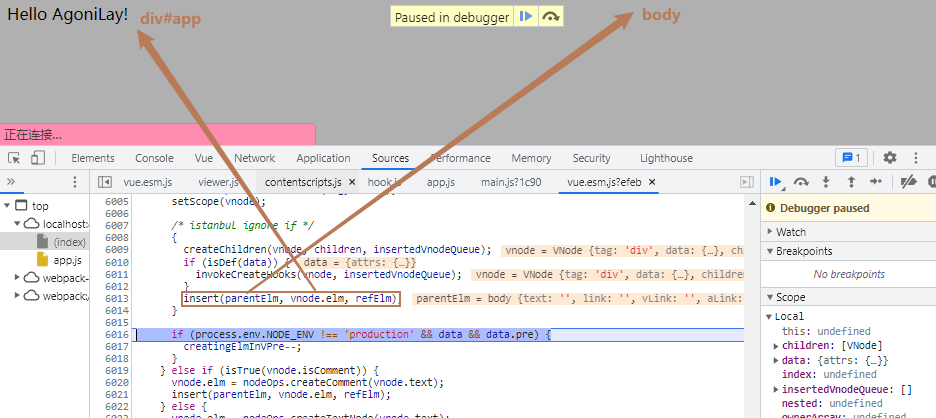 Hello AgoniLay!
div#app
Paused in debugger
body
正在连接...
Elements Console Vue Network Application Sources Performance Memory Security Lighthouse 1
» vue.esm.js viewer.js contentscripts.js × hook.js app.js main.js?1c90 vue.esm.js?efeb ×
top
localhost:
(index)
app.js
webpack-
webpack:/
6005 setScope(vnode);
6006
6007 /* istanbul ignore if */
6008 {
6009 createChildren(vnode, children, insertedVnodeQueue); vnode = VNode {tag: 'div', data: {…}, ch
6010 if (isDef(data)) { data = {attrs: {…}}
6011 invokeCreateHooks(vnode, insertedVnodeQueue); vnode = VNode {tag: 'div', data: {…}, children
6012 }
6013 insert(parentElm, vnode.elm, refElm); parentElm = body {text: '', link: '', vLink: '', aLink:
6014 }
6015
6016 if (process.env.NODE_ENV !== 'production' && data && data.pre) {
6017 creatingElmInVPre--;
6018 }
6019 } else if (isTrue(vnode.isComment)) {
6020 vnode.elm = nodeOps.createComment(vnode.text);
6021 insert(parentElm, vnode.elm, refElm);
6022 } else {
6023 vnode.elm = nodeOps.createTextNode(vnode.text);
Debugger paused
Watch
Breakpoints
No breakpoints
Scope
Local
this: undefined
children: [VNode]
data: {attrs: {…}}
index: undefined
insertedVnodeQueue: []
nested: undefined
ownerArray: undefined